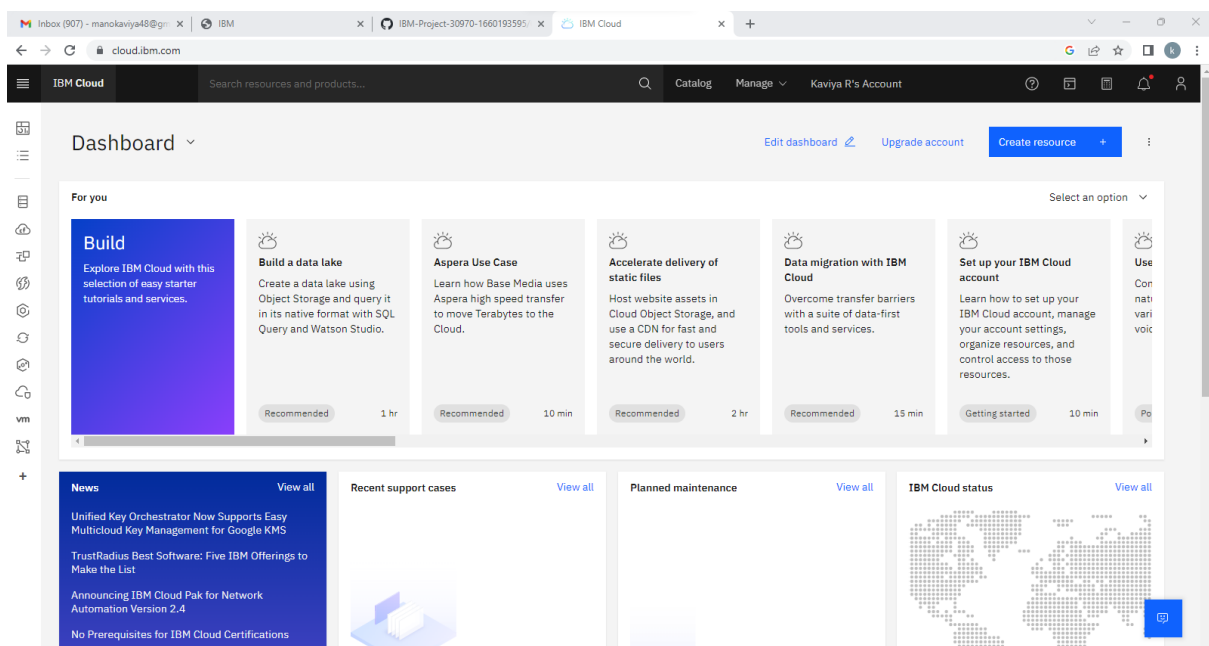 Inbox (907) - manokaviya48@gm
IBM
IBM-Project-30970-1660193595/
IBM Cloud
cloud.ibm.com
G
k
IBM Cloud
Search resources and products...
Catalog
Manage
Kaviya R's Account
Dashboard
Edit dashboard
Upgrade account
Create resource +
For you
Select an option
Build
Explore IBM Cloud with this
selection of easy starter
tutorials and services.
Build a data lake
Create a data lake using
Object Storage and query it
in its native format with SQL
Query and Watson Studio.
Recommended
1 hr
Aspera Use Case
Learn how Base Media uses
Aspera high speed transfer
to move Terabytes to the
Cloud.
Recommended
10 min
Accelerate delivery of
static files
Host website assets in
Cloud Object Storage, and
use a CDN for fast and
secure delivery to users
around the world.
Recommended
2 hr
Data migration with IBM
Cloud
Overcome transfer barriers
with a suite of data-first
tools and services.
Recommended
15 min
Set up your IBM Cloud
account
Learn how to set up your
IBM Cloud account, manage
your account settings,
organize resources, and
control access to those
resources.
Getting started
10 min
Use
Con
natu
vari
voic
Po
vm
News
View all
Unified Key Orchestrator Now Supports Easy
Multicloud Key Management for Google KMS
TrustRadius Best Software: Five IBM Offerings to
Make the List
Announcing IBM Cloud Pak for Network
Automation Version 2.4
No Prerequisites for IBM Cloud Certifications
Recent support cases
View all
Planned maintenance
View all
IBM Cloud status
View all